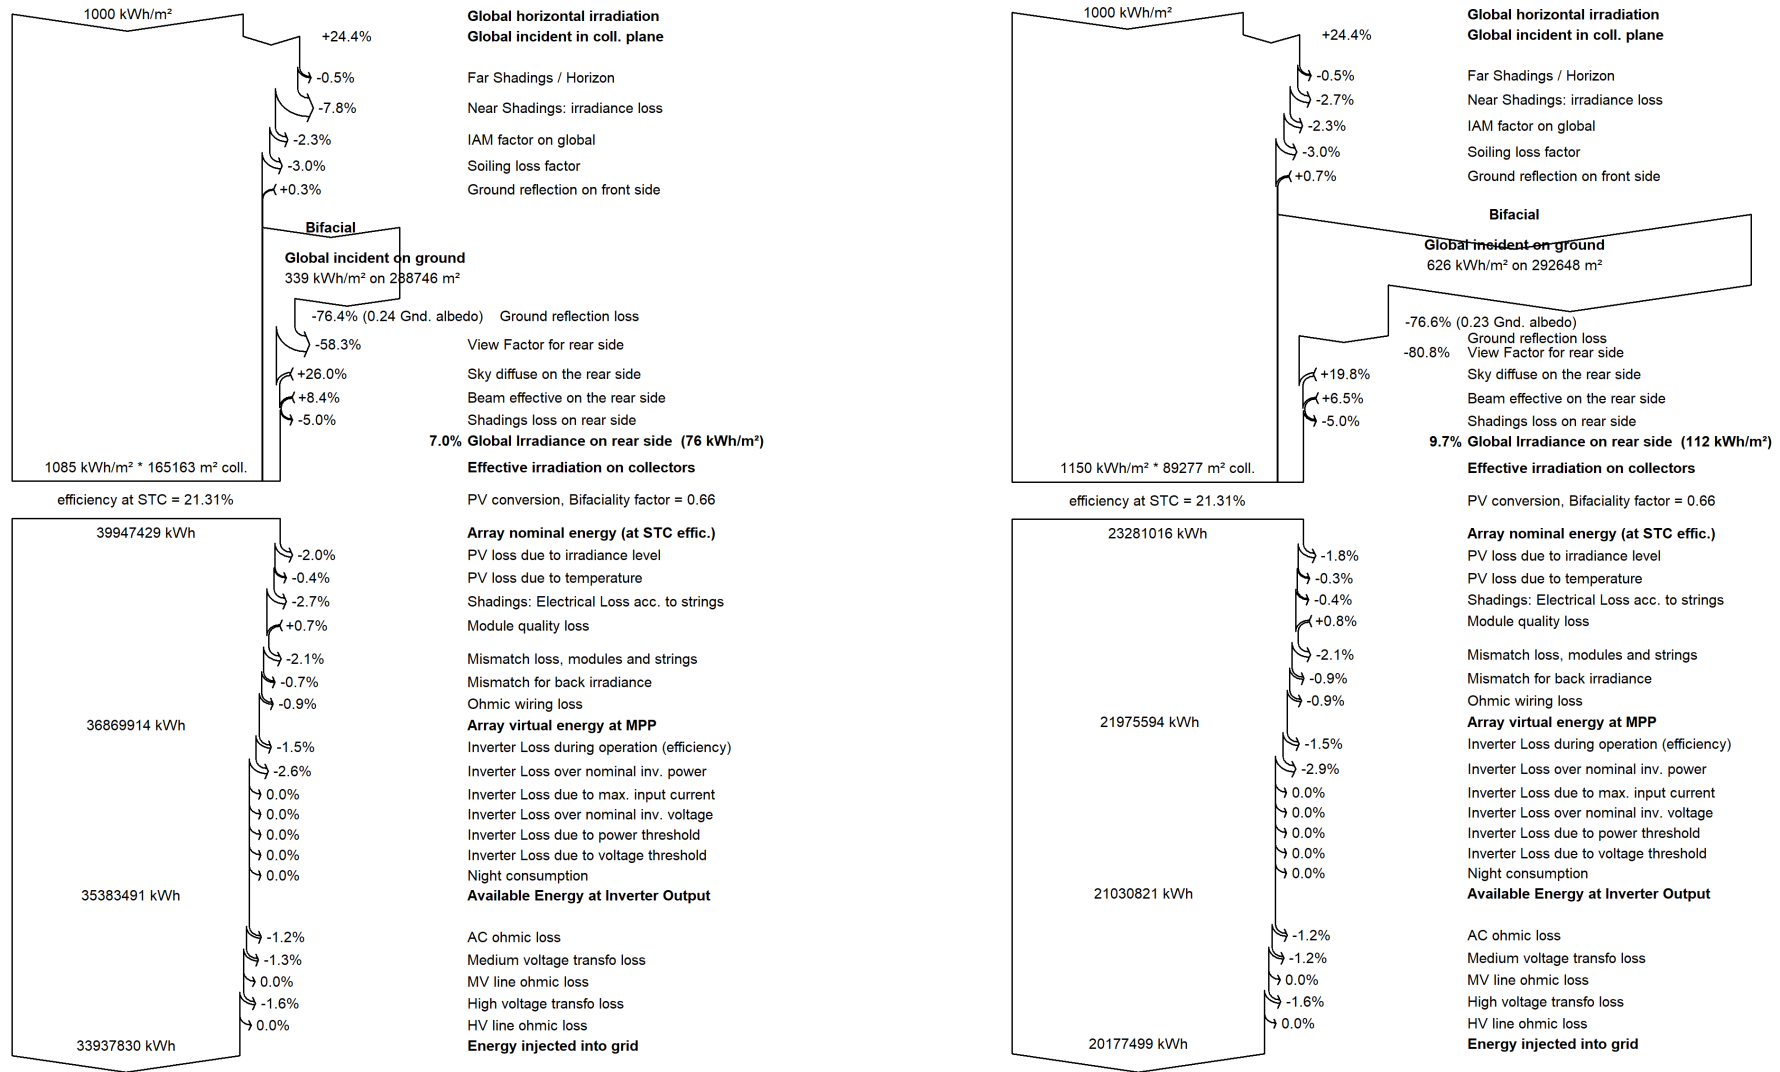 1000 kWh/m²
Global horizontal irradiation
+24.4%
Global incident in coll. plane
-0.5%
Far Shadings / Horizon
-7.8%
Near Shadings: irradiance loss
-2.3%
IAM factor on global
-3.0%
Soiling loss factor
+0.3%
Ground reflection on front side
Bifacial
Global incident on ground
339 kWh/m² on 288746 m²
-76.4% (0.24 Gnd. albedo)
Ground reflection loss
-58.3%
View Factor for rear side
+26.0%
Sky diffuse on the rear side
+8.4%
Beam effective on the rear side
-5.0%
Shadings loss on rear side
7.0% Global Irradiance on rear side (76 kWh/m²)
1085 kWh/m² * 165163 m² coll.
Effective irradiation on collectors
efficiency at STC = 21.31%
PV conversion, Bifaciality factor = 0.66
39947429 kWh
Array nominal energy (at STC effic.)
-2.0%
PV loss due to irradiance level
-0.4%
PV loss due to temperature
-2.7%
Shadings: Electrical Loss acc. to strings
+0.7%
Module quality loss
-2.1%
Mismatch loss, modules and strings
-0.7%
Mismatch for back irradiance
-0.9%
Ohmic wiring loss
36869914 kWh
Array virtual energy at MPP
-1.5%
Inverter Loss during operation (efficiency)
-2.6%
Inverter Loss over nominal inv. power
0.0%
Inverter Loss due to max. input current
0.0%
Inverter Loss over nominal inv. voltage
0.0%
Inverter Loss due to power threshold
0.0%
Inverter Loss due to voltage threshold
0.0%
Night consumption
35383491 kWh
Available Energy at Inverter Output
-1.2%
AC ohmic loss
-1.3%
Medium voltage transfo loss
0.0%
MV line ohmic loss
-1.6%
High voltage transfo loss
0.0%
HV line ohmic loss
33937830 kWh
Energy injected into grid
1000 kWh/m²
Global horizontal irradiation
+24.4%
Global incident in coll. plane
-0.5%
Far Shadings / Horizon
-2.7%
Near Shadings: irradiance loss
-2.3%
IAM factor on global
-3.0%
Soiling loss factor
+0.7%
Ground reflection on front side
Bifacial
Global incident on ground
626 kWh/m² on 292648 m²
-76.6% (0.23 Gnd. albedo)
Ground reflection loss
-80.8%
View Factor for rear side
+19.8%
Sky diffuse on the rear side
+6.5%
Beam effective on the rear side
-5.0%
Shadings loss on rear side
9.7% Global Irradiance on rear side (112 kWh/m²)
1150 kWh/m² * 89277 m² coll.
Effective irradiation on collectors
efficiency at STC = 21.31%
PV conversion, Bifaciality factor = 0.66
23281016 kWh
Array nominal energy (at STC effic.)
-1.8%
PV loss due to irradiance level
-0.3%
PV loss due to temperature
-0.4%
Shadings: Electrical Loss acc. to strings
+0.8%
Module quality loss
-2.1%
Mismatch loss, modules and strings
-0.9%
Mismatch for back irradiance
-0.9%
Ohmic wiring loss
21975594 kWh
Array virtual energy at MPP
-1.5%
Inverter Loss during operation (efficiency)
-2.9%
Inverter Loss over nominal inv. power
0.0%
Inverter Loss due to max. input current
0.0%
Inverter Loss over nominal inv. voltage
0.0%
Inverter Loss due to power threshold
0.0%
Inverter Loss due to voltage threshold
0.0%
Night consumption
21030821 kWh
Available Energy at Inverter Output
-1.2%
AC ohmic loss
-1.2%
Medium voltage transfo loss
0.0%
MV line ohmic loss
-1.6%
High voltage transfo loss
0.0%
HV line ohmic loss
20177499 kWh
Energy injected into grid